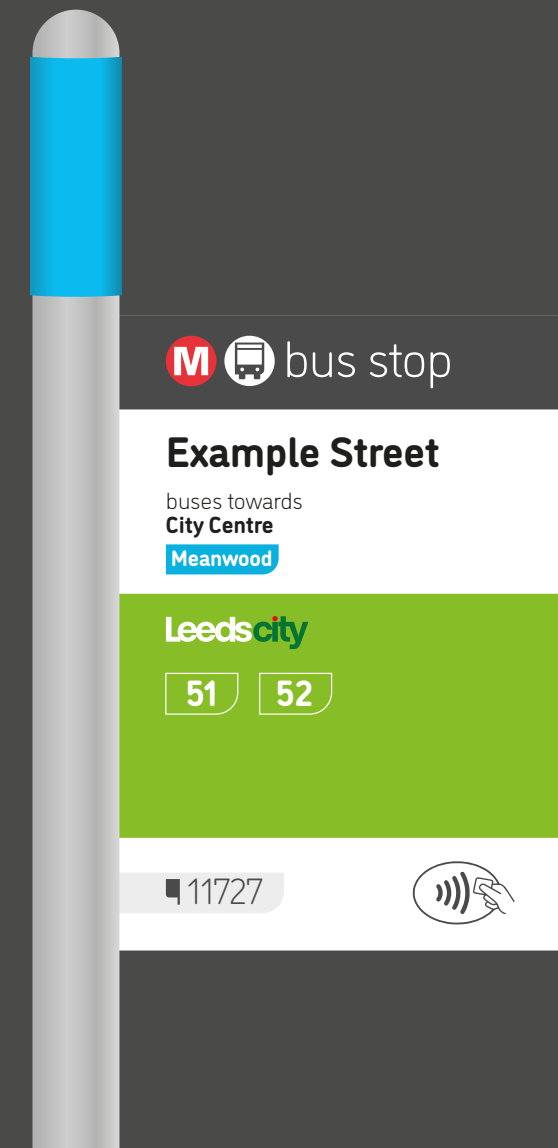 M bus stop
Example Street
buses towards
City Centre
Meanwood
Leedscity
51 52
11727